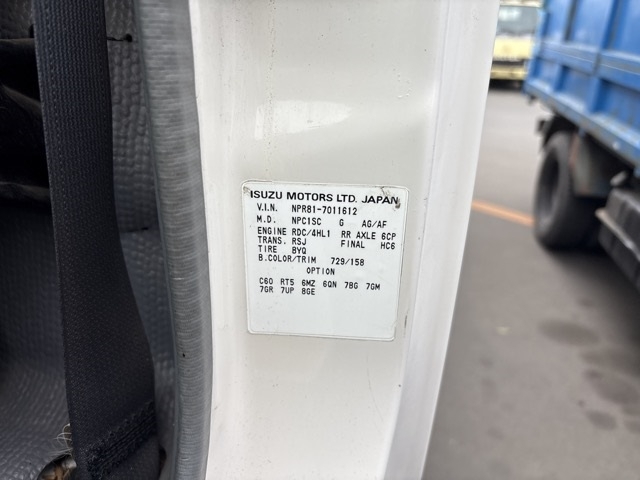 ISUZU MOTORS LTD. JAPAN
V.I.N. NPR81-7011612
M.D. NPC1SC G AG/AF
ENGINE RDC/4HL1 RR AXLE 6CP
TRANS. RSJ FINAL HC6
TIRE BYQ
B.COLOR/TRIM 729/158
OPTION
C60 RT5 6MZ 6QN 7BG 7GM
7GR 7UP 8GE